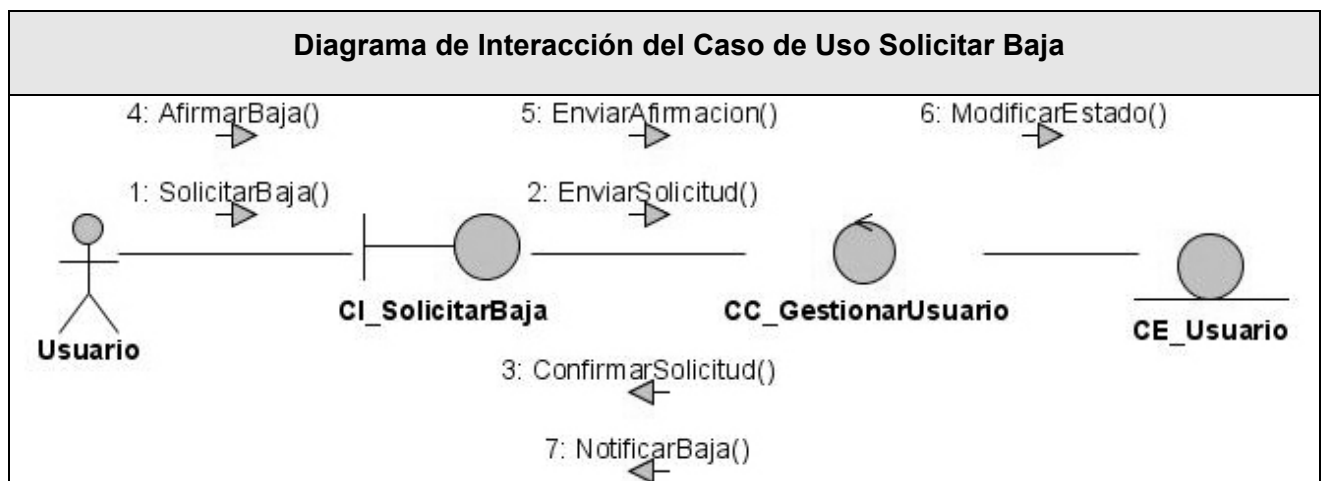 Diagrama de Interacción del Caso de Uso Solicitar Baja
4: AfirmarBaja() 5: EnviarAfirmacion() 6: ModificarEstado()
1: SolicitarBaja() 2: EnviarSolicitud()
CI_SolicitarBaja CC_GestionarUsuario CE_Usuario
Usuario
3: ConfirmarSolicitud()
7: NotificarBaja()